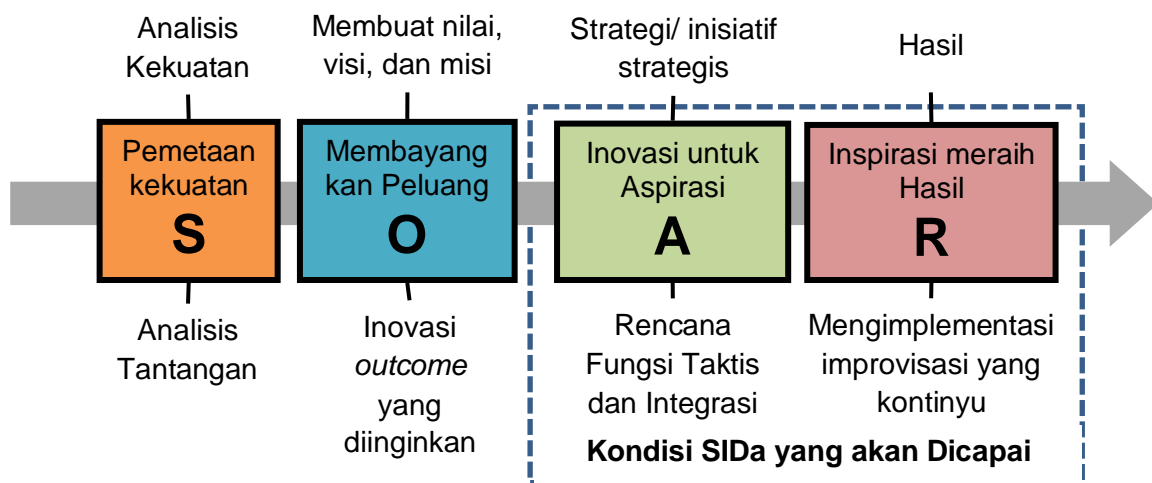 Analisis
Kekuatan
Membuat nilai,
visi, dan misi
Strategi/ inisiatif
strategis
Hasil
Pemetaan
kekuatan
S
Membayang
kan Peluang
O
Inovasi untuk
Aspirasi
A
Inspirasi meraih
Hasil
R
Analisis
Tantangan
Inovasi
outcome
yang
diinginkan
Rencana
Fungsi Taktis
dan Integrasi
Mengimplementasi
improvisasi yang
kontinyu
Kondisi SIDa yang akan Dicapai